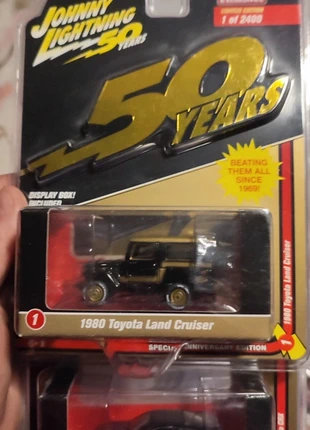 JOHNNY
LIGHTNING
50
YEARS
LIMITED EDITION
1 of 2400
50
YEARS
BEATING
THEM ALL
SINCE
1969!
DISPLAY BOX!
INCLUDED
1
1980 Toyota Land Cruiser
SPECIAL ANNIVERSARY EDITION
1
1980 Toyota Land Cruiser